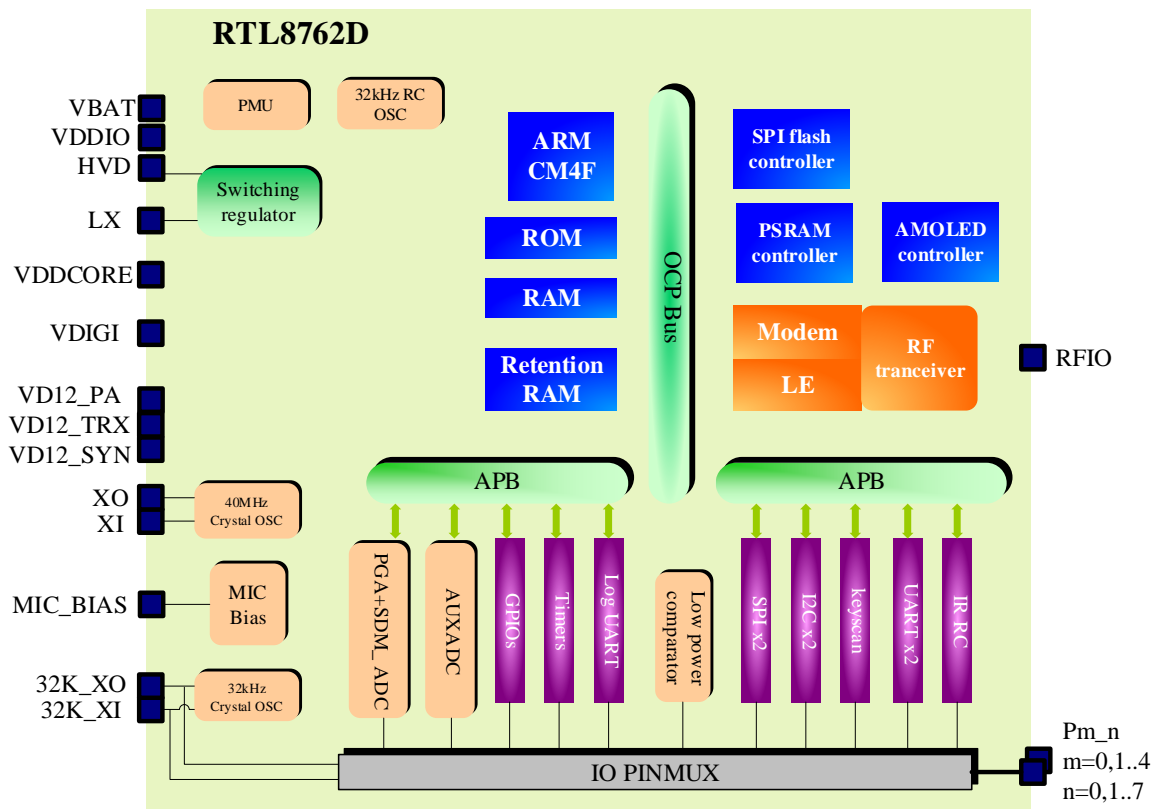 RTL8762D
VBAT
VDDIO
HVD
LX
VDDCORE
VDIGI
VD12_PA
VD12_TRX
VD12_SYN
XO
XI
MIC_BIAS
32K_XO
32K_XI
PMU
32kHz RC
OSC
Switching
regulator
40MHz
Crystal OSC
MIC
Bias
32kHz
Crystal OSC
ARM
CM4F
ROM
RAM
Retention
RAM
OCP Bus
SPI flash
controller
PSRAM
controller
AMOLED
controller
Modem
LE
RF
tranceiver
RFIO
APB
APB
PGA+SDM_ ADC
AUXADC
GPIOs
Timers
Log UART
Low power
comparator
SPI x2
I2C x2
keyscan
UART x2
IR RC
IO PINMUX
Pm_n
m=0,1..4
n=0,1..7